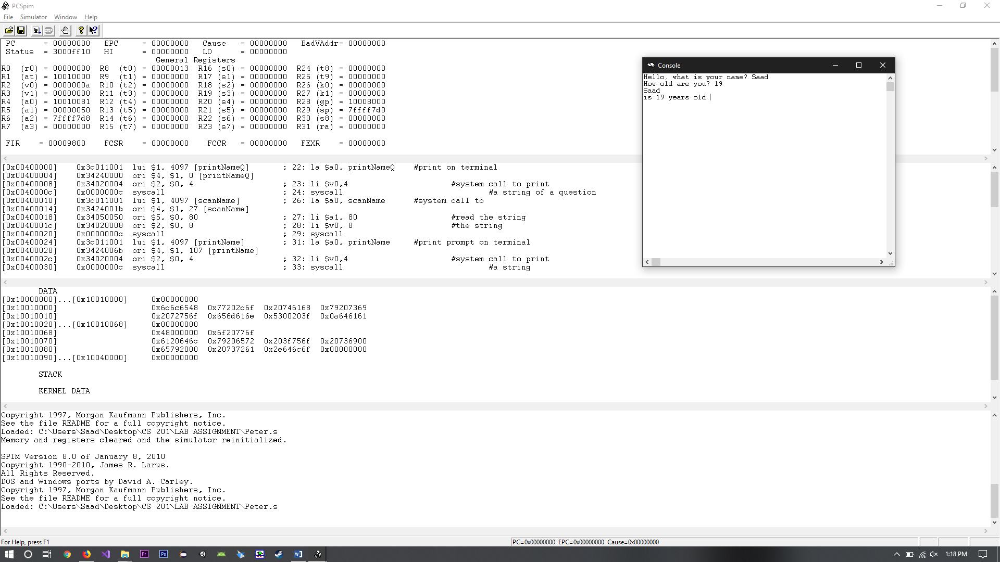 PCSpim
File Simulator Window Help
PC = 00000000 EPC = 00000000 Cause = 00000000 BadVAddr= 00000000
Status = 3000ff10 HI = 00000000 LO = 00000000
General Registers
R0 (r0) = 00000000 R8 (t0) = 00000013 R16 (s0) = 00000000 R24 (t8) = 00000000
R1 (at) = 10010000 R9 (t1) = 00000000 R17 (s1) = 00000000 R25 (t9) = 00000000
R2 (v0) = 0000000a R10 (t2) = 00000000 R18 (s2) = 00000000 R26 (k0) = 00000000
R3 (v1) = 00000000 R11 (t3) = 00000000 R19 (s3) = 00000000 R27 (k1) = 00000000
R4 (a0) = 10010081 R12 (t4) = 00000000 R20 (s4) = 00000000 R28 (gp) = 10008000
R5 (a1) = 00000050 R13 (t5) = 00000000 R21 (s5) = 00000000 R29 (sp) = 7ffff7d0
R6 (a2) = 7ffff7d8 R14 (t6) = 00000000 R22 (s6) = 00000000 R30 (s8) = 00000000
R7 (a3) = 00000000 R15 (t7) = 00000000 R23 (s7) = 00000000 R31 (ra) = 00000000
FIR = 00009800 FCSR = 00000000 FCCR = 00000000 FEXR = 00000000
Console
Hello, what is your name? Saad
How old are you? 19
Saad
is 19 years old.
[0x00400000] 0x3c011001 lui $1, 4097 [printNameQ] ; 22: la $a0, printNameQ #print on terminal
[0x00400004] 0x34240000 ori $4, $1, 0 [printNameQ]
[0x00400008] 0x34020004 ori $2, $0, 4 ; 23: li $v0,4 #system call to print
[0x0040000c] 0x0000000c syscall ; 24: syscall #a string of a question
[0x00400010] 0x3c011001 lui $1, 4097 [scanName] ; 26: la $a0, scanName #system call to
[0x00400014] 0x3424001b ori $4, $1, 27 [scanName]
[0x00400018] 0x34050050 ori $5, $0, 80 ; 27: li $a1, 80 #read the string
[0x0040001c] 0x34020008 ori $2, $0, 8 ; 28: li $v0, 8 #the string
[0x00400020] 0x0000000c syscall ; 29: syscall
[0x00400024] 0x3c011001 lui $1, 4097 [printName] ; 31: la $a0, printName #print prompt on terminal
[0x00400028] 0x3424006b ori $4, $1, 107 [printName]
[0x0040002c] 0x34020004 ori $2, $0, 4 ; 32: li $v0,4 #system call to print
[0x00400030] 0x0000000c syscall ; 33: syscall #a string
DATA
[0x10000000]...[0x10010000] 0x00000000
[0x10010000] 0x6c6c6548 0x77202c6f 0x20746168 0x79207369
[0x10010010] 0x2072756f 0x656d616e 0x5300203f 0x0a646161
[0x10010020]...[0x10010068] 0x00000000
[0x10010068] 0x48000000 0x6f20776f
[0x10010070] 0x6120646c 0x79206572 0x203f756f 0x20736900
[0x10010080] 0x65792000 0x20737261 0x2e646c6f 0x00000000
[0x10010090]...[0x10040000] 0x00000000
STACK
KERNEL DATA
Copyright 1997, Morgan Kaufmann Publishers, Inc.
See the file README for a full copyright notice.
Loaded: C:\Users\Saad\Desktop\CS 201\LAB ASSIGNMENT\Peter.s
Memory and registers cleared and the simulator reinitialized.
SPIM Version 8.0 of January 8, 2010
Copyright 1990-2010, James R. Larus.
All Rights Reserved.
DOS and Windows ports by David A. Carley.
Copyright 1997, Morgan Kaufmann Publishers, Inc.
See the file README for a full copyright notice.
Loaded: C:\Users\Saad\Desktop\CS 201\LAB ASSIGNMENT\Peter.s
For Help, press F1
PC=0x00000000 EPC=0x00000000 Cause=0x00000000
Pr Ps
1:18 PM